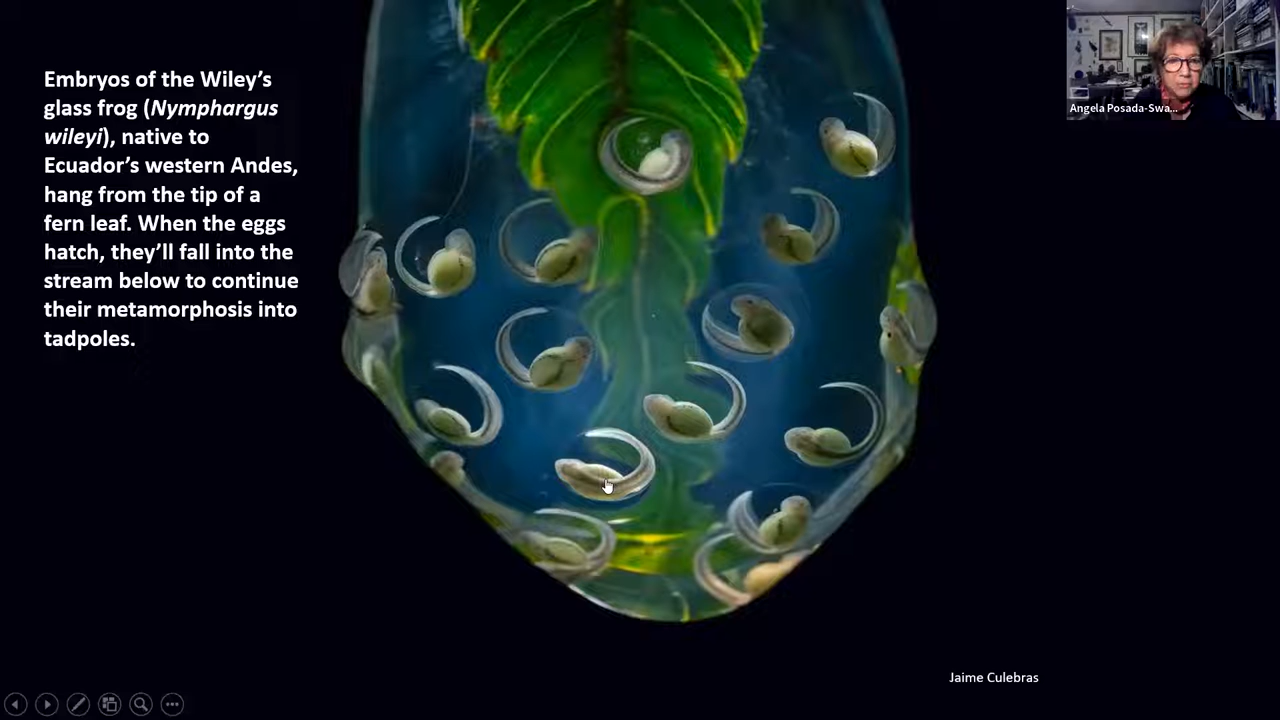 Embryos of the Wiley’s
glass frog (Nymphargus
wileyi), native to
Ecuador’s western Andes,
hang from the tip of a
fern leaf. When the eggs
hatch, they’ll fall into the
stream below to continue
their metamorphosis into
tadpoles.
Angela Posada-Swa...
Jaime Culebras